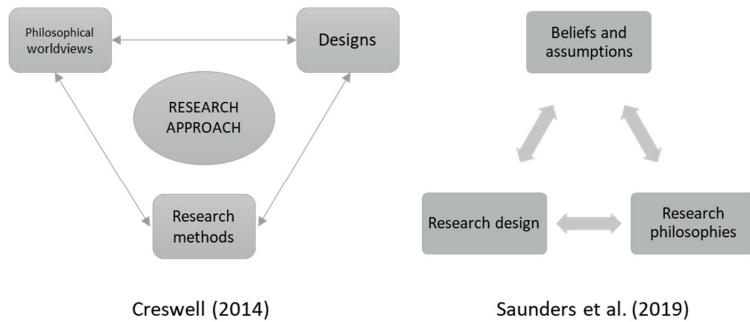 Philosophical
worldviews
Designs
RESEARCH
APPROACH
Research
methods
Creswell (2014)
Beliefs and
assumptions
Research design
Research
philosophies
Saunders et al. (2019)